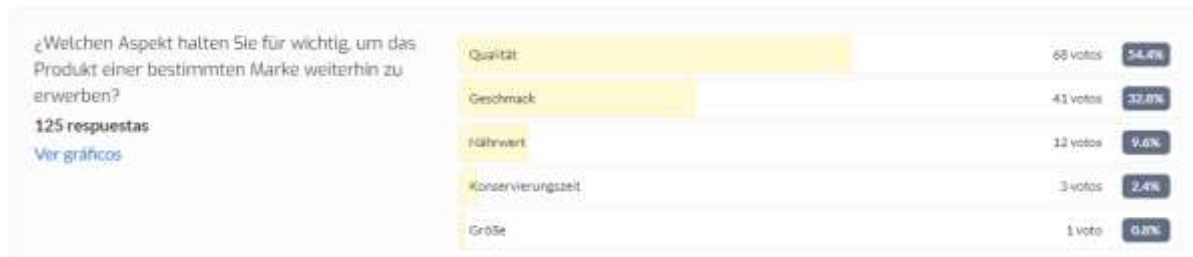 ¿Welchen Aspekt halten Sie für wichtig, um das
Produkt einer bestimmten Marke weiterhin zu
erwerben?
125 respuestas
Ver gráficos
Qualität 68 votos 54.4%
Geschmack 41 votos 32.8%
Nährwert 12 votos 9.6%
Konservierungszeit 3 votos 2.4%
Größe 1 voto 0.8%